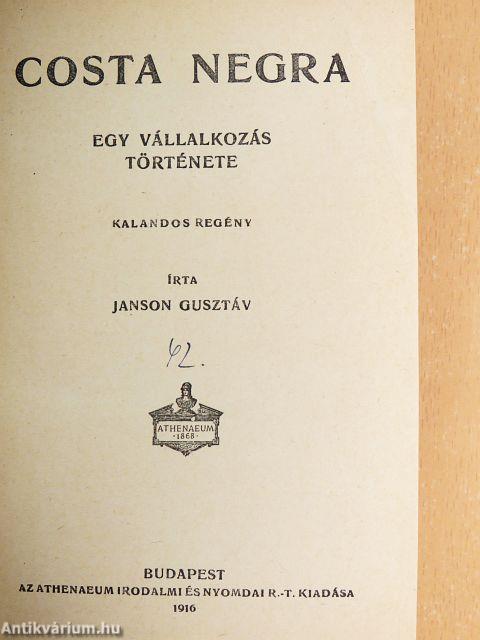 COSTA NEGRA
EGY VÁLLALKOZÁS
TÖRTÉNETE
KALANDOS REGÉNY
ÍRTA
JANSON GUSZTÁV
42.
ATHENAEUM
·1868·
BUDAPEST
AZ ATHENAEUM IRODALMI ÉS NYOMDAI R.-T. KIADÁSA
1916
Antikvárium.hu